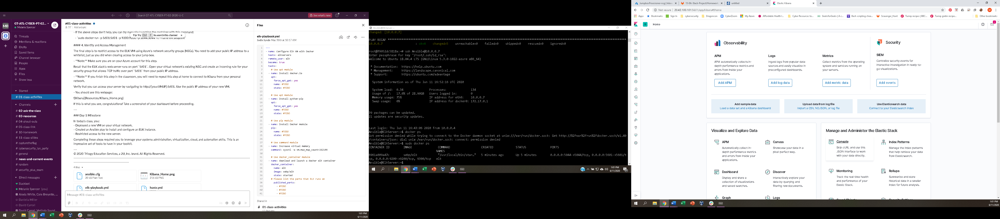 Search GT-ATL-CYBER-PT-02-2020-U-C
See what's new
MB
GT-ATL-CYBER-PT-02...
Melanie Spencer
Threads
Mentions & reactions
Drafts
Saved items
Channel browser
People
Apps
Files
Show less
Starred
# 01-class-activities
Channels
# 02-ask-the-class
# 03-resources
# 04-shout-outs
# 05-class-link
# 10-homework
# 11-class-slides
# capturetheflag
# cybersecurity_lan_party
# general
# news-and-current-events
# random
# security_plus_exam
Direct messages
Slackbot
Melanie Spencer (you)
Alexis White, Cole Breyette, ...
Daniella Miller
David Carroll
David Carroll, Verlinda Saund...
#01-class-activities
37 | Add a topic
- If the above steps don't help, you can try manually launching the container with this command:
Tip: Try Ctrl F to search this channel
#### 4. Identity and Access Management
The final step is to restrict access to the ELK VM using Azure's network security groups (NSGs). You need to add your public IP address to a
whitelist, just as you did when clearing access to your jump box.
- **Note:** Make sure you are on your Azure account for this step.
Recall that the ELK stack's web server runs on port `5601`. Open your virtual network's existing NSG and create an incoming rule for your
security group that allows TCP traffic over port `5601` from your public IP address.
- **Note:** If you finish this step in the classroom, you will need to repeat this step at home to connect to Kibana from your personal
network.
Verify that you can access your server by navigating to http://[your.VM.IP]:5601. Use the public IP address of your new VM.
- You should see this webpage:
![Kibana](Resources/Kibana_Home.png)
If this is what you see, congratulations! Take a screenshot of your dashboard before proceeding.
---
### Day 1 Milestone
In today's class, you:
- Deployed a new VM on your virtual network.
- Created an Ansible play to install and configure an ELK instance.
- Restricted access to the new server.
Completing these steps required you to leverage your systems administration, virtualization, cloud, and automation skills. This is an
impressive set of tools to have in your toolkit.
---
© 2020 Trilogy Education Services, a 2U, Inc. brand. All Rights Reserved.
4 files
ansible.cfg
20 kB Plain Text
Kibana_Home.png
216 kB PNG
elk-playbook.yml
hosts.yml
Message #01-class-activities
Files
elk-playbook.yml
Sadia Syeda May 30th at 10:17 AM
1 ---
2 - name: Configure Elk VM with Docker
3 hosts: elkservers
4 remote_user: elk
5 become: true
6 tasks:
7 # Use apt module
8 - name: Install docker.io
9 apt:
10 force_apt_get: yes
11 name: #TODO
12 state: #TODO
13
14 # Use apt module
15 - name: Install python-pip
16 apt:
17 force_apt_get: yes
18 name: #TODO
19 state: #TODO
20
21 # Use pip module
22 - name: Install Docker module
23 pip:
24 name: #TODO
25 state: #TODO
26
27 # Use command module
28 - name: Increase virtual memory
29 command: sysctl -w vm.max_map_count=262144
30
31 # Use docker_container module
32 - name: download and launch a docker elk container
33 docker_container:
34 name: elk
35 image: sebp/elk
36 state: started
37 # Please list the ports that ELK runs on
38 published_ports:
39 - #TODO
40 - #TODO
41 - #TODO
Shared in
# 01-class-activities
12 days ago
1:01 PM
6/11/2020
Ansible@ElkServer: ~
changed: [10.0.0.7]
PLAY RECAP
10.0.0.7 : ok=6 changed=5 unreachable=0 failed=0 skipped=0 rescued=0 ignored=0
root@79952dc5818a:~# ssh Ansible@10.0.0.7
Enter passphrase for key '/root/.ssh/id_rsa':
Welcome to Ubuntu 18.04.4 LTS (GNU/Linux 5.3.0-1022-azure x86_64)
* Documentation: https://help.ubuntu.com
* Management: https://landscape.canonical.com
* Support: https://ubuntu.com/advantage
System information as of Thu Jun 11 16:52:16 UTC 2020
System load: 0.34 Processes: 134
Usage of /: 17.0% of 28.90GB Users logged in: 0
Memory usage: 75% IP address for eth0: 10.0.0.7
Swap usage: 0% IP address for docker0: 172.17.0.1
39 packages can be updated.
21 updates are security updates.
Last login: Thu Jun 11 16:43:06 2020 from 10.0.0.4
Ansible@ElkServer:~$ docker ps
Got permission denied while trying to connect to the Docker daemon socket at unix:///var/run/docker.sock: Get http://%2Fvar%2Frun%2Fdocker.sock/v1.40
/containers/json: dial unix /var/run/docker.sock: connect: permission denied
Ansible@ElkServer:~$ sudo docker ps
CONTAINER ID IMAGE COMMAND CREATED STATUS PORTS
NAMES
6961a009a47c sebp/elk "/usr/local/bin/star…" 5 minutes ago Up 5 minutes 0.0.0.0:5044->5044/tcp, 0.0.0.0:5601->5601/t
cp, 0.0.0.0:9200->9200/tcp, 9300/tcp elk
Ansible@ElkServer:~$
1:01 PM
6/11/2020
JumpboxProvisioner-nsg | Inbou
13-Elk-Stack-Project/Homework
untitled
Elastic Kibana
Not secure | 20.42.100.101:5601/app/kibana#/home
Apps
Bookmarks
Sign In
cybersecurity
Dragoncon
CyberZoom
My Azure
Affordable Health I...
Cyber Resources to...
GeeksforGeeks | A c...
Bash scripting chea...
Scavenger_Hunt
Turnip recipes | BBC...
Turnip gratin recipe...
Other bookmarks
D
Home
Observability
APM
APM automatically collects in-
depth performance metrics and
errors from inside your
applications.
Add APM
Logs
Ingest logs from popular data
sources and easily visualize in
preconfigured dashboards.
Add log data
Metrics
Collect metrics from the operating
system and services running on
your servers.
Add metric data
Security
SIEM
Centralize security events for
interactive investigation in ready-to-
go visualizations.
Add events
Add sample data
Load a data set and a Kibana dashboard
Upload data from log file
Import a CSV, NDJSON, or log file
Use Elasticsearch data
Connect to your Elasticsearch index
Visualize and Explore Data
APM
Automatically collect in-
depth performance metrics
and errors from inside your
applications.
Canvas
Showcase your data in a
pixel-perfect way.
Dashboard
Display and share a
collection of visualizations
and saved searches.
Discover
Interactively explore your
data by querying and
filtering raw documents.
Graph
Logs
Manage and Administer the Elastic Stack
Console
Skip cURL and use this
JSON interface to work
with your data directly.
Index Patterns
Manage the index patterns
that help retrieve your data
from Elasticsearch.
Monitoring
Track the real-time health
and performance of your
Elastic Stack.
Rollups
Summarize and store
historical data in a smaller
index for future analysis.
1:01 PM
6/11/2020